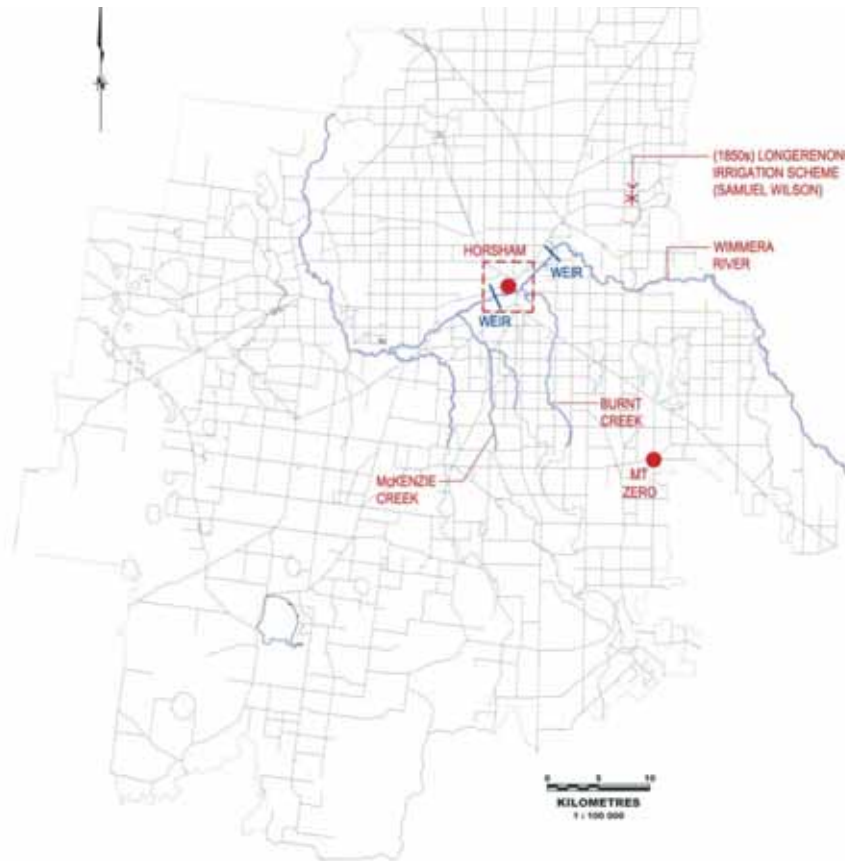 (1850s) LONGERENONG
IRRIGATION SCHEME
(SAMUEL WILSON)
HORSHAM
WIMMERA
RIVER
WEIR
WEIR
BURNT
CREEK
McKENZIE
CREEK
MT
ZERO
0 5 10
KILOMETRES
1 : 100 000